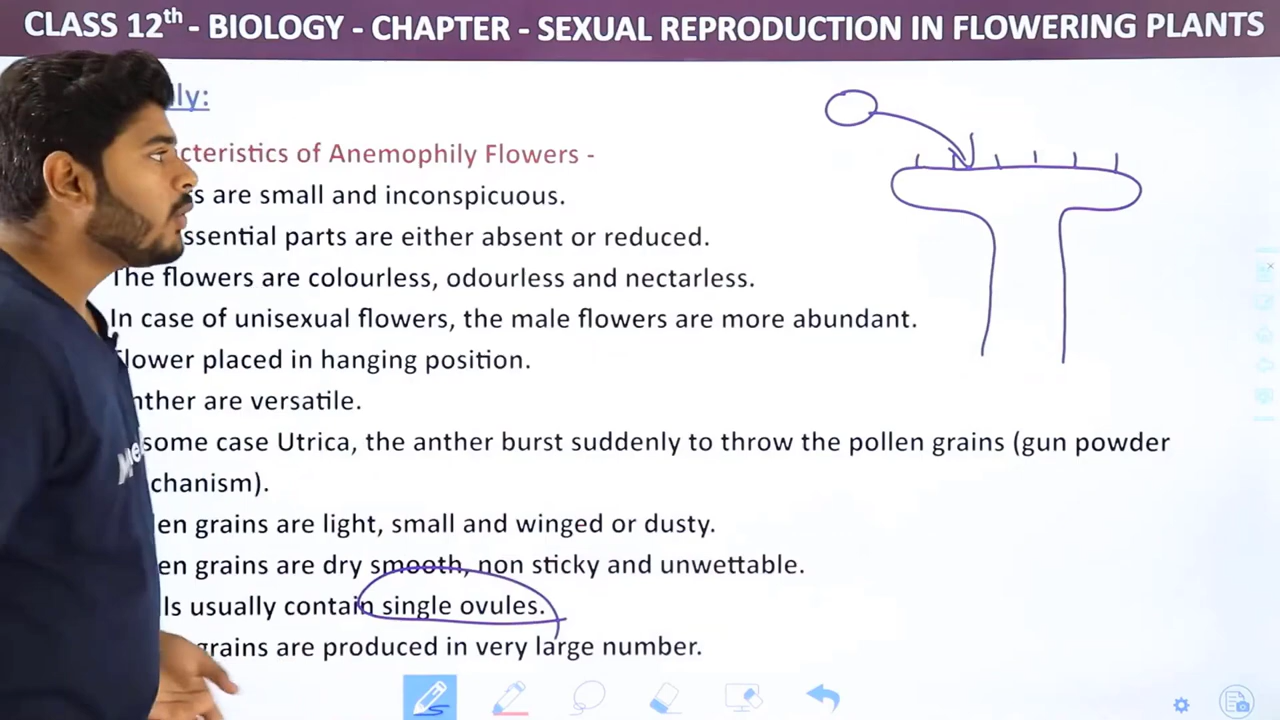 CLASS 12th - BIOLOGY - CHAPTER - SEXUAL REPRODUCTION IN FLOWERING PLANTS
ly:
cteristics of Anemophily Flowers -
s are small and inconspicuous.
ssential parts are either absent or reduced.
The flowers are colourless, odourless and nectarless.
In case of unisexual flowers, the male flowers are more abundant.
Flower placed in hanging position.
nther are versatile.
some case Utrica, the anther burst suddenly to throw the pollen grains (gun powder
chanism).
en grains are light, small and winged or dusty.
en grains are dry smooth, non sticky and unwettable.
ls usually contain single ovules.
grains are produced in very large number.